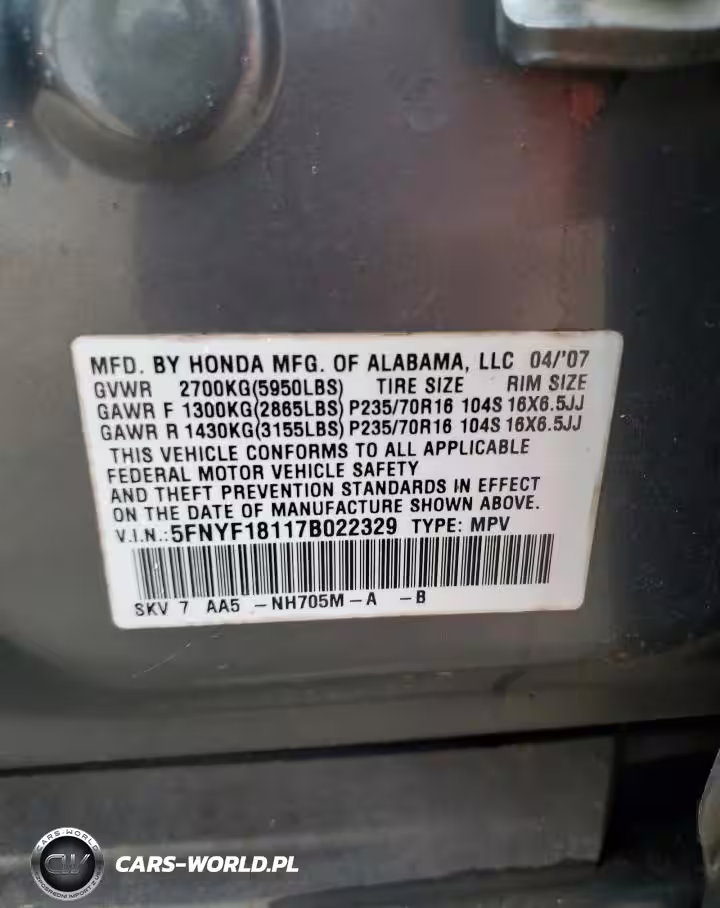 MFD. BY HONDA MFG. OF ALABAMA, LLC 04/'07
GVWR 2700KG(5950LBS) TIRE SIZE RIM SIZE
GAWR F 1300KG(2865LBS) P235/70R16 104S 16X6.5JJ
GAWR R 1430KG(3155LBS) P235/70R16 104S 16X6.5JJ
THIS VEHICLE CONFORMS TO ALL APPLICABLE
FEDERAL MOTOR VEHICLE SAFETY
AND THEFT PREVENTION STANDARDS IN EFFECT
ON THE DATE OF MANUFACTURE SHOWN ABOVE.
V.I.N.:5FNYF18117B022329 TYPE: MPV
SKV 7 AA5 -NH705M-A -B
CARS-WORLD
CW
CARS-WORLD.PL